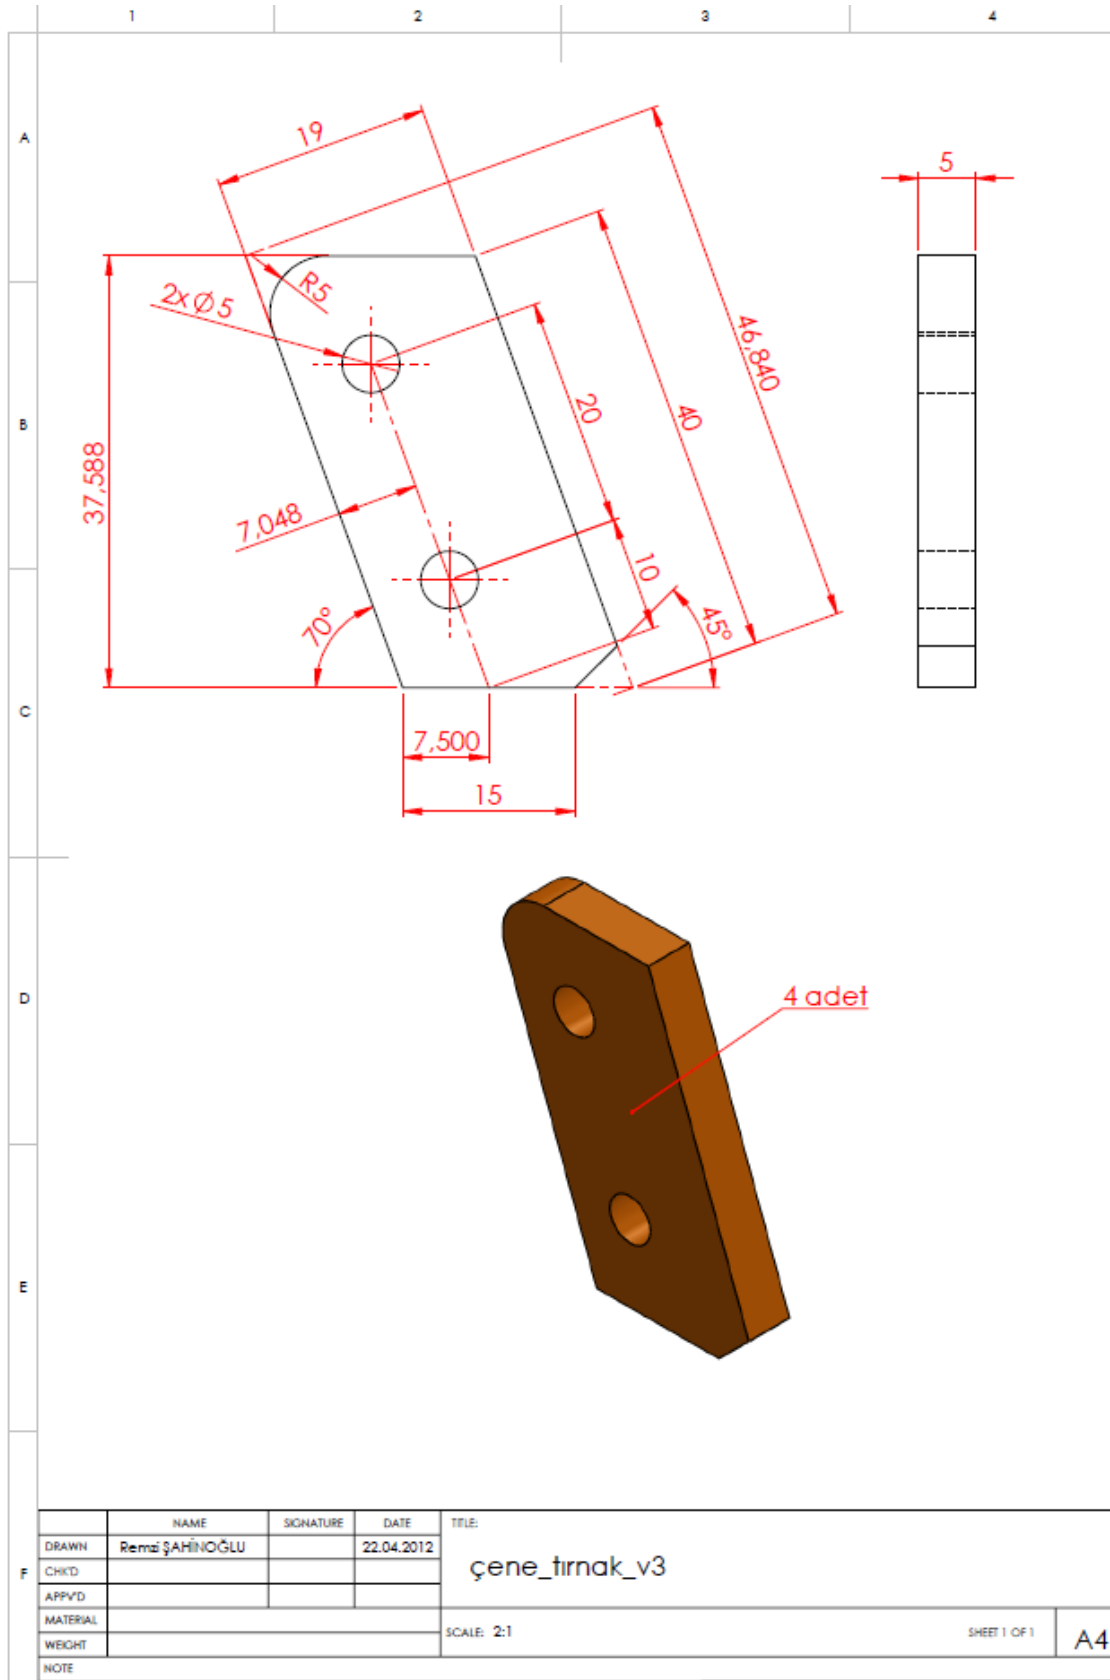 1 2 3 4
A
B
C
D
E
F
19
5
R5
2x Ø 5
46,840
20
40
37,588
7,048
10
70°
45°
7,500
15
4 adet
NAME SIGNATURE DATE TITLE:
DRAWN Remzi ŞAHİNOĞLU 22.04.2012
çene_tırnak_v3
CHK'D
APPV'D
MATERIAL
SCALE: 2:1 SHEET 1 OF 1 A4
WEIGHT
NOTE